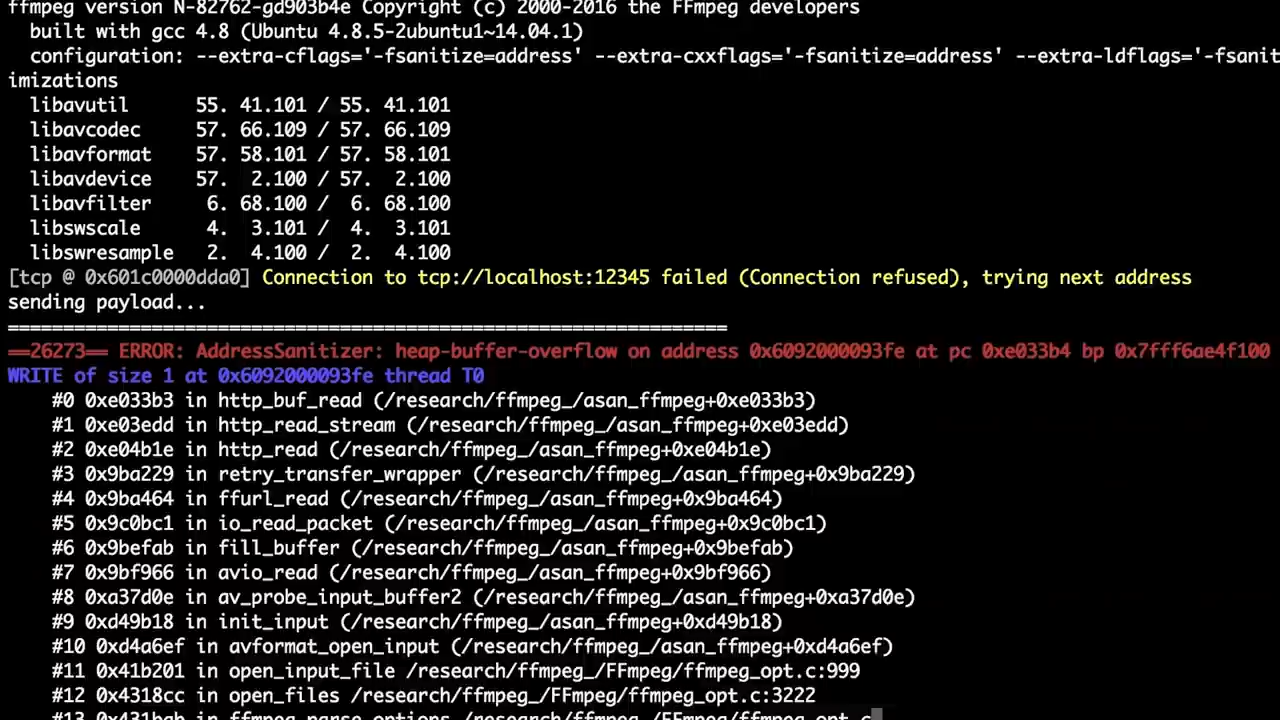 ffmpeg version N-82762-gd903b4e Copyright (c) 2000-2016 the FFmpeg developers
  built with gcc 4.8 (Ubuntu 4.8.5-2ubuntu1~14.04.1)
  configuration: --extra-cflags='-fsanitize=address' --extra-cxxflags='-fsanitize=address' --extra-ldflags='-fsanit
imizations
  libavutil      55. 41.101 / 55. 41.101
  libavcodec     57. 66.109 / 57. 66.109
  libavformat    57. 58.101 / 57. 58.101
  libavdevice    57.  2.100 / 57.  2.100
  libavfilter     6. 68.100 /  6. 68.100
  libswscale      4.  3.101 /  4.  3.101
  libswresample   2.  4.100 /  2.  4.100
[tcp @ 0x601c0000dda0] Connection to tcp://localhost:12345 failed (Connection refused), trying next address
sending payload...
=================================================================
==26273== ERROR: AddressSanitizer: heap-buffer-overflow on address 0x6092000093fe at pc 0xe033b4 bp 0x7fff6ae4f100
WRITE of size 1 at 0x6092000093fe thread T0
    #0 0xe033b3 in http_buf_read (/research/ffmpeg_/asan_ffmpeg+0xe033b3)
    #1 0xe03edd in http_read_stream (/research/ffmpeg_/asan_ffmpeg+0xe03edd)
    #2 0xe04b1e in http_read (/research/ffmpeg_/asan_ffmpeg+0xe04b1e)
    #3 0x9ba229 in retry_transfer_wrapper (/research/ffmpeg_/asan_ffmpeg+0x9ba229)
    #4 0x9ba464 in ffurl_read (/research/ffmpeg_/asan_ffmpeg+0x9ba464)
    #5 0x9c0bc1 in io_read_packet (/research/ffmpeg_/asan_ffmpeg+0x9c0bc1)
    #6 0x9befab in fill_buffer (/research/ffmpeg_/asan_ffmpeg+0x9befab)
    #7 0x9bf966 in avio_read (/research/ffmpeg_/asan_ffmpeg+0x9bf966)
    #8 0xa37d0e in av_probe_input_buffer2 (/research/ffmpeg_/asan_ffmpeg+0xa37d0e)
    #9 0xd49b18 in init_input (/research/ffmpeg_/asan_ffmpeg+0xd49b18)
    #10 0xd4a6ef in avformat_open_input (/research/ffmpeg_/asan_ffmpeg+0xd4a6ef)
    #11 0x41b201 in open_input_file /research/ffmpeg_/FFmpeg/ffmpeg_opt.c:999
    #12 0x4318cc in open_files /research/ffmpeg_/FFmpeg/ffmpeg_opt.c:3222
    #13 0x431bab in ffmpeg_parse_options /research/ffmpeg_/FFmpeg/ffmpeg_opt.c